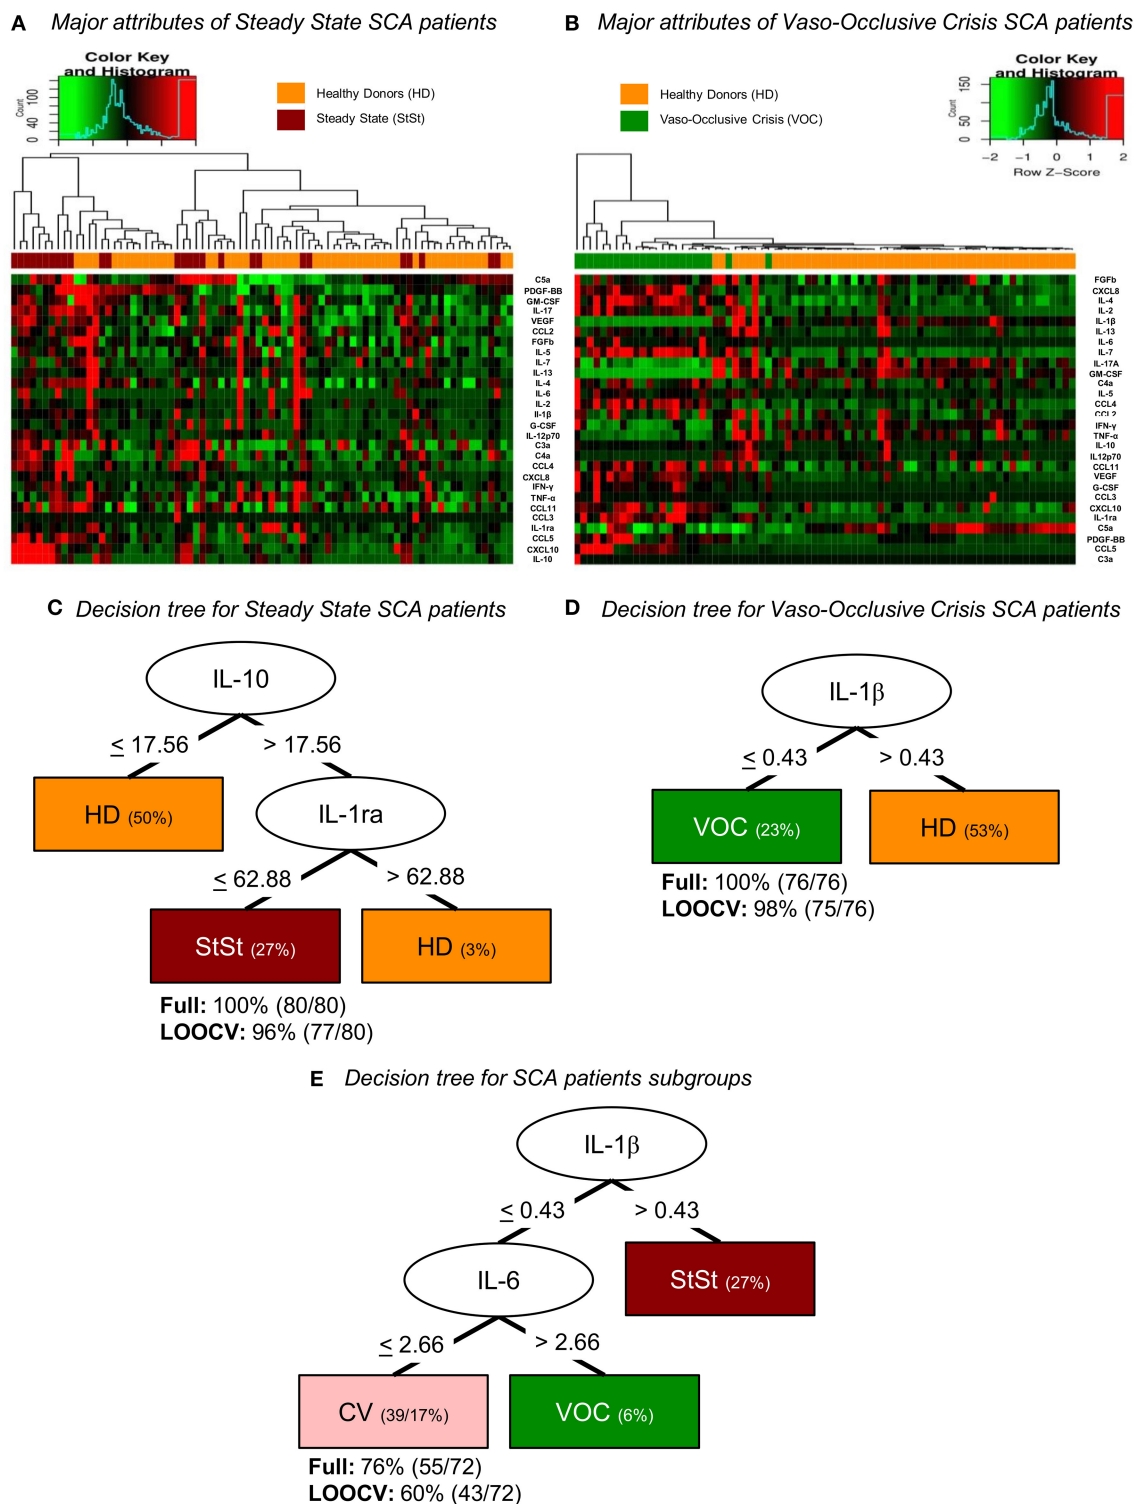 A Major attributes of Steady State SCA patients
Color Key
and Histogram
Count
0 40 100
Healthy Donors (HD)
Steady State (StSt)
C5a
PDGF-BB
GM-CSF
IL-17
VEGF
CCL2
FGFb
IL-5
IL-7
IL-13
IL-4
IL-6
IL-2
Il-1β
G-CSF
IL-12p70
C3a
C4a
CCL4
CXCL8
IFN-γ
TNF-α
CCL11
CCL3
IL-1ra
CCL5
CXCL10
IL-10
B Major attributes of Vaso-Occlusive Crisis SCA patients
Healthy Donors (HD)
Vaso-Occlusive Crisis (VOC)
Color Key
and Histogram
Count
0 50 150
−2 −1 0 1 2
Row Z−Score
FGFb
CXCL8
IL-4
IL-2
IL-1β
IL-13
IL-6
IL-7
IL-17A
GM-CSF
C4a
IL-5
CCL4
CCL2
IFN-γ
TNF-α
IL-10
IL12p70
CCL11
VEGF
G-CSF
CCL3
CXCL10
IL-1ra
C5a
PDGF-BB
CCL5
C3a
C Decision tree for Steady State SCA patients
IL-10
≤ 17.56 > 17.56
HD (50%)
IL-1ra
≤ 62.88 > 62.88
StSt (27%)
HD (3%)
Full: 100% (80/80)
LOOCV: 96% (77/80)
D Decision tree for Vaso-Occlusive Crisis SCA patients
IL-1β
≤ 0.43 > 0.43
VOC (23%)
HD (53%)
Full: 100% (76/76)
LOOCV: 98% (75/76)
E Decision tree for SCA patients subgroups
IL-1β
≤ 0.43 > 0.43
IL-6
StSt (27%)
≤ 2.66 > 2.66
CV (39/17%)
VOC (6%)
Full: 76% (55/72)
LOOCV: 60% (43/72)